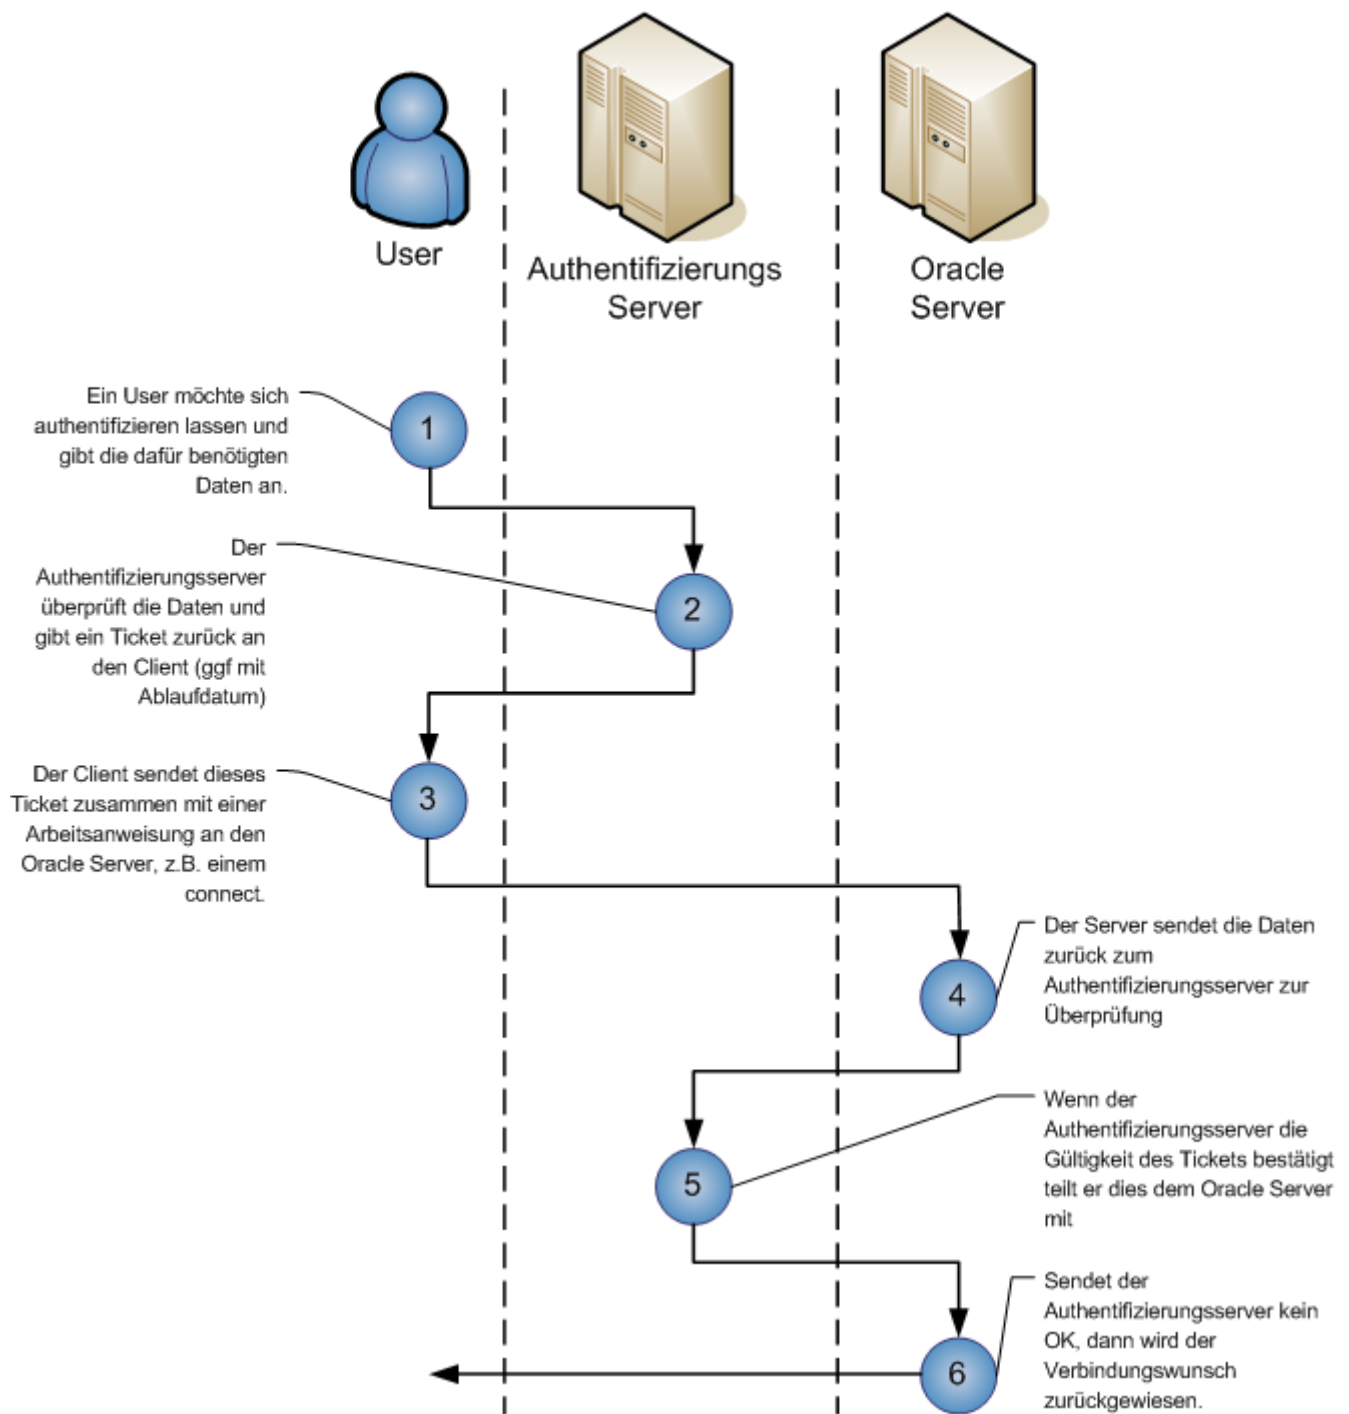 User
Authentifizierungs
Server
Oracle
Server
Ein User möchte sich
authentifizieren lassen und
gibt die dafür benötigten
Daten an.
1
Der
Authentifizierungsserver
überprüft die Daten und
gibt ein Ticket zurück an
den Client (ggf mit
Ablaufdatum)
2
Der Client sendet dieses
Ticket zusammen mit einer
Arbeitsanweisung an den
Oracle Server, z.B. einem
connect.
3
4
Der Server sendet die Daten
zurück zum
Authentifizierungsserver zur
Überprüfung
5
Wenn der
Authentifizierungsserver die
Gültigkeit des Tickets bestätigt
teilt er dies dem Oracle Server
mit
6
Sendet der
Authentifizierungsserver kein
OK, dann wird der
Verbindungswunsch
zurückgewiesen.